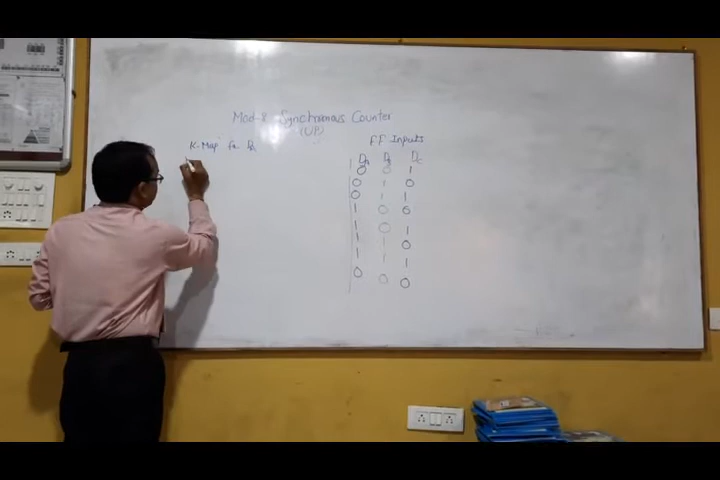 Mod-8 Synchronous Counter
(UP)
K-Map for DA
FF Inputs
DA DB DC
0 0 1
0 1 0
0 1 1
1 0 0
1 0 1
1 1 0
1 1 1
0 0 0